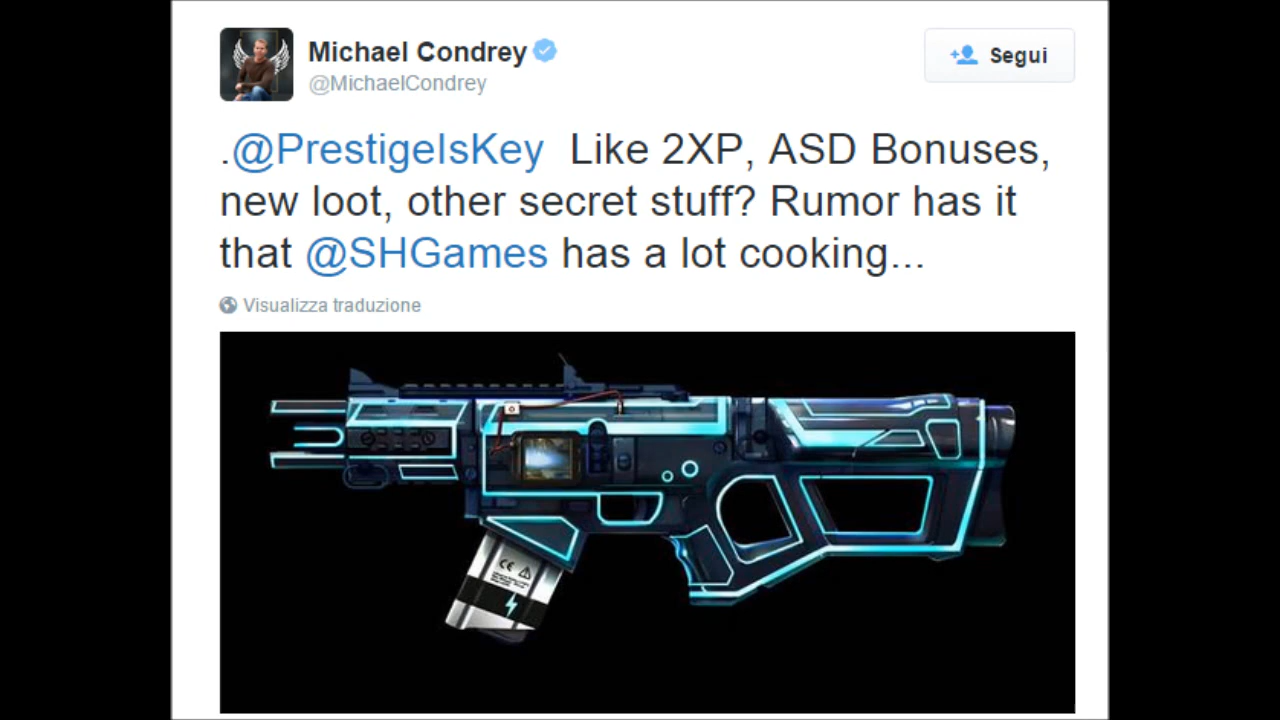 Michael Condrey
@MichaelCondrey
Segui
.@PrestigeIsKey Like 2XP, ASD Bonuses,
new loot, other secret stuff? Rumor has it
that @SHGames has a lot cooking...
Visualizza traduzione
CE